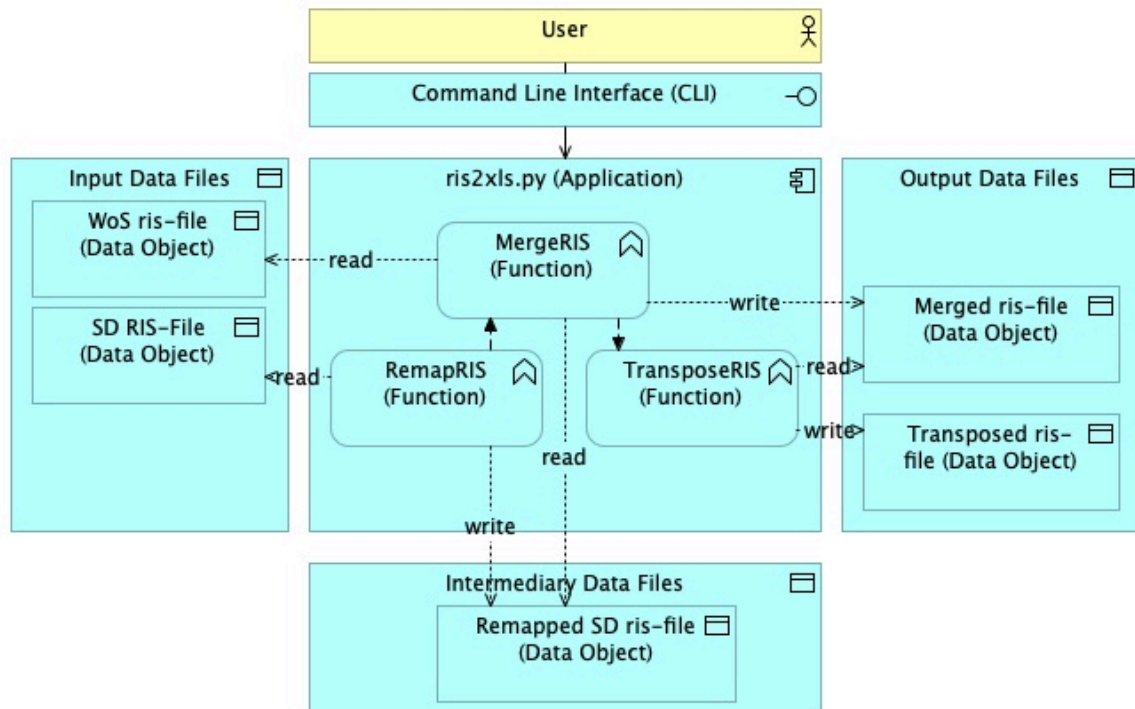 User
Command Line Interface (CLI)
Input Data Files
ris2xls.py (Application)
Output Data Files
WoS ris-file
(Data Object)
MergeRIS
(Function)
read
write
Merged ris-file
(Data Object)
SD RIS-File
(Data Object)
read
RemapRIS
(Function)
TransposeRIS
(Function)
read
write
Transposed ris-
file (Data Object)
read
write
Intermediary Data Files
Remapped SD ris-file
(Data Object)